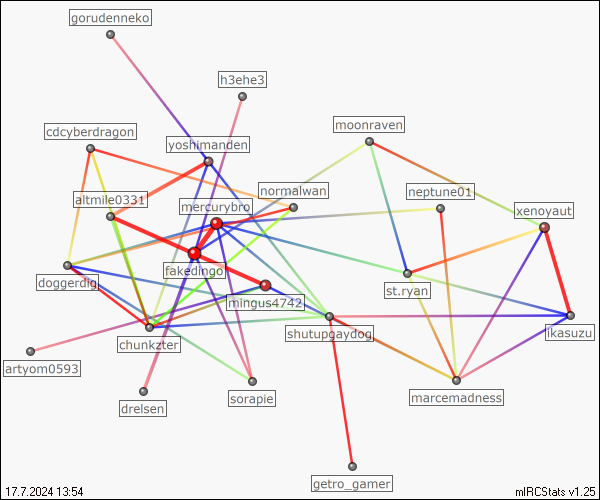 gorudenneko
h3ehe3
moonraven
cdcyberdragon
yoshimanden
normalwan
neptune01
altmile0331
mercurybro
xenoyaut
fakedingo
doggerdig
st.ryan
mingus4742
shutupgaydog
ikasuzu
chunkzter
artyom0593
sorapie
marcemadness
drelsen
getro_gamer
17.7.2024 13:54
mIRCStats v1.25